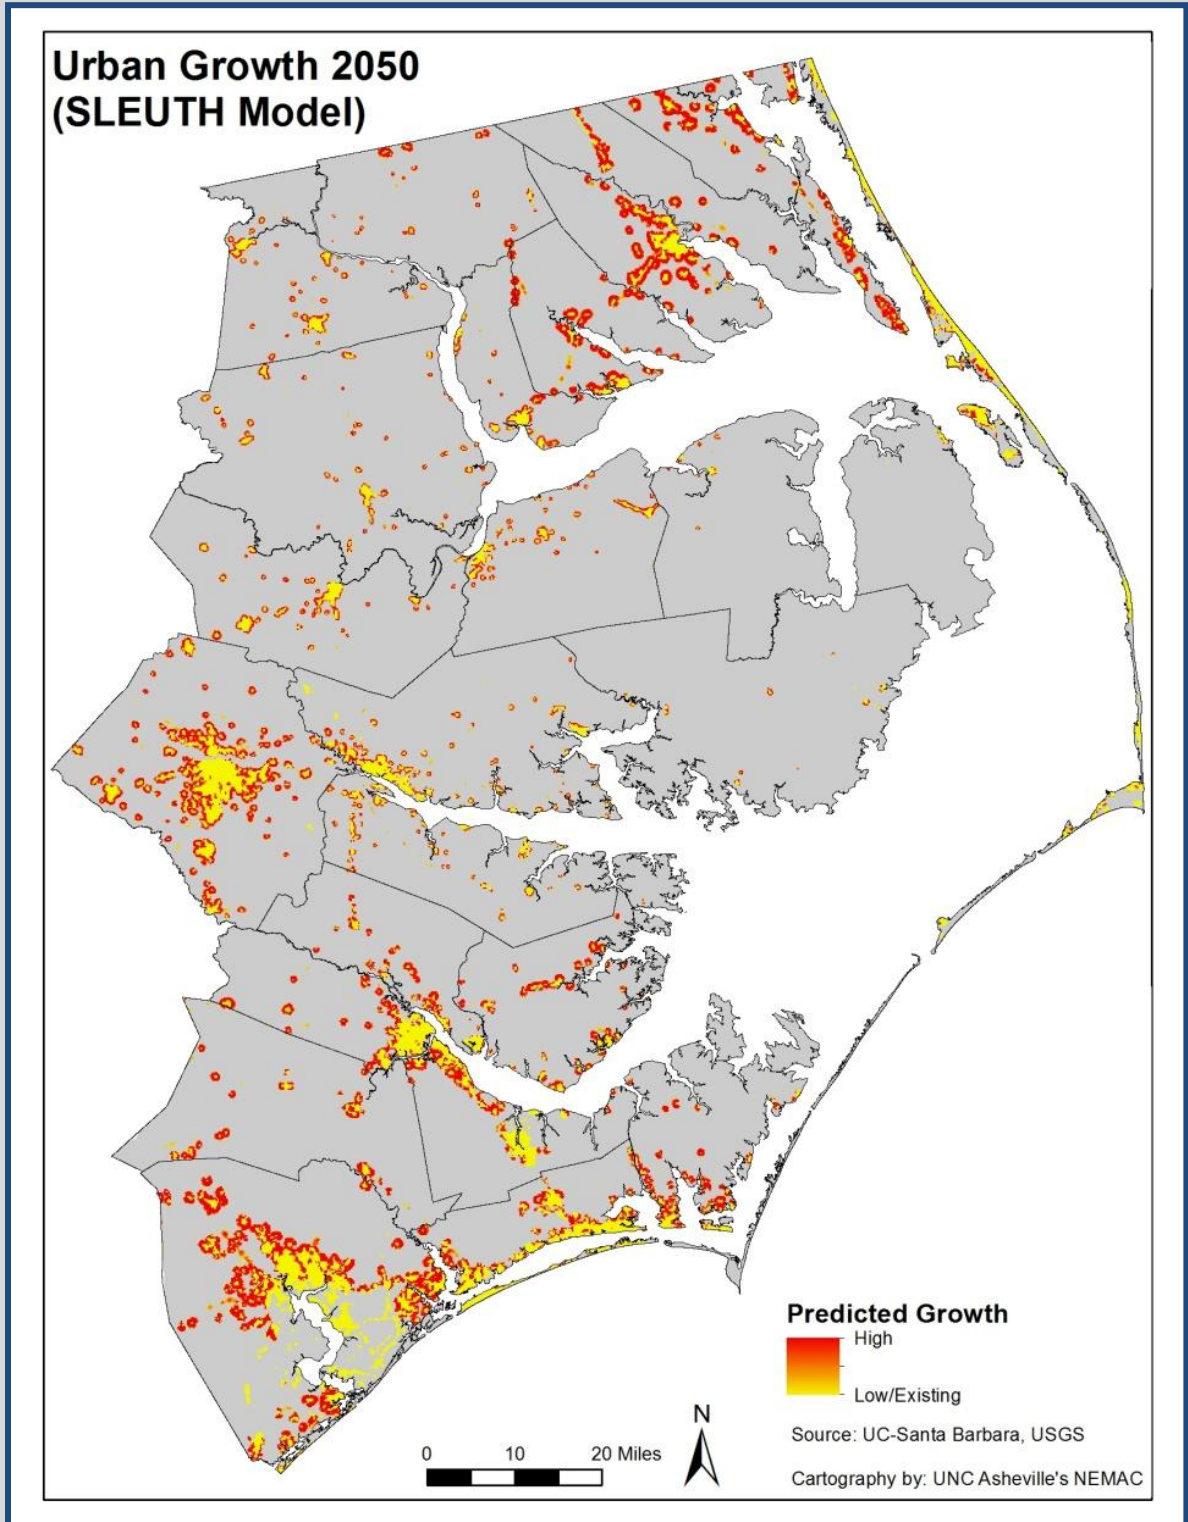 Urban Growth 2050
(SLEUTH Model)
Predicted Growth
High
Low/Existing
N
0 10 20 Miles
Source: UC-Santa Barbara, USGS
Cartography by: UNC Asheville's NEMAC